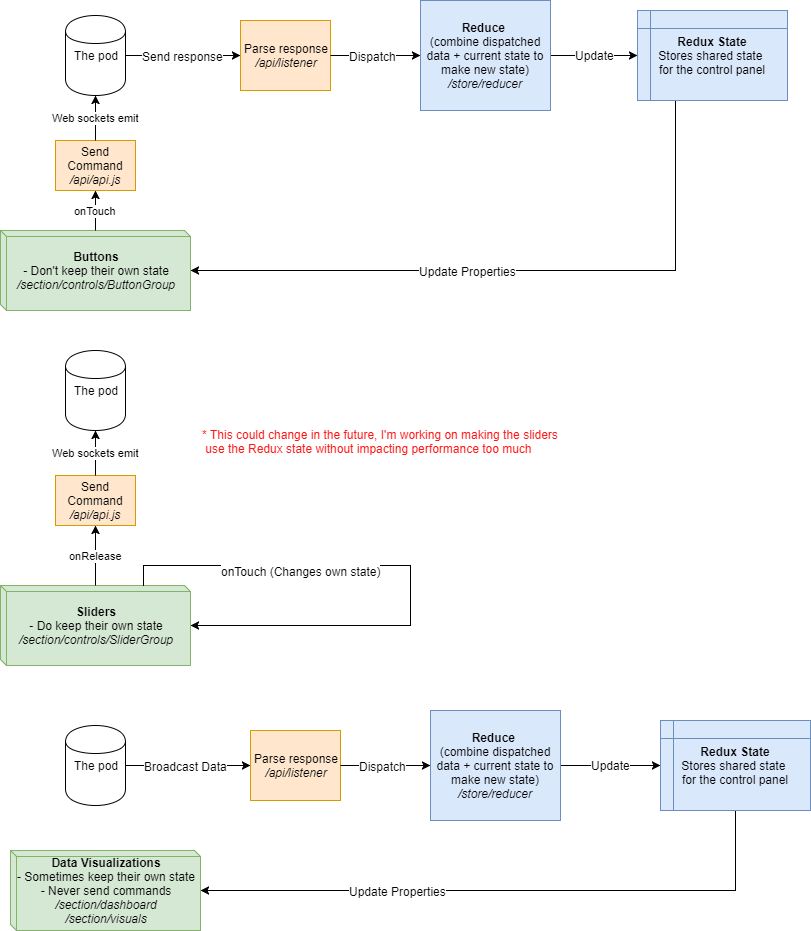 The pod
Send response
Parse response
/api/listener
Dispatch
Reduce
(combine dispatched
data + current state to
make new state)
/store/reducer
Update
Redux State
Stores shared state
for the control panel
Web sockets emit
Send
Command
/api/api.js
onTouch
Buttons
- Don't keep their own state
/section/controls/ButtonGroup
Update Properties
The pod
Web sockets emit
Send
Command
/api/api.js
onRelease
* This could change in the future, I'm working on making the sliders
use the Redux state without impacting performance too much
onTouch (Changes own state)
Sliders
- Do keep their own state
/section/controls/SliderGroup
The pod
Broadcast Data
Parse response
/api/listener
Dispatch
Reduce
(combine dispatched
data + current state to
make new state)
/store/reducer
Update
Redux State
Stores shared state
for the control panel
Data Visualizations
- Sometimes keep their own state
- Never send commands
/section/dashboard
/section/visuals
Update Properties